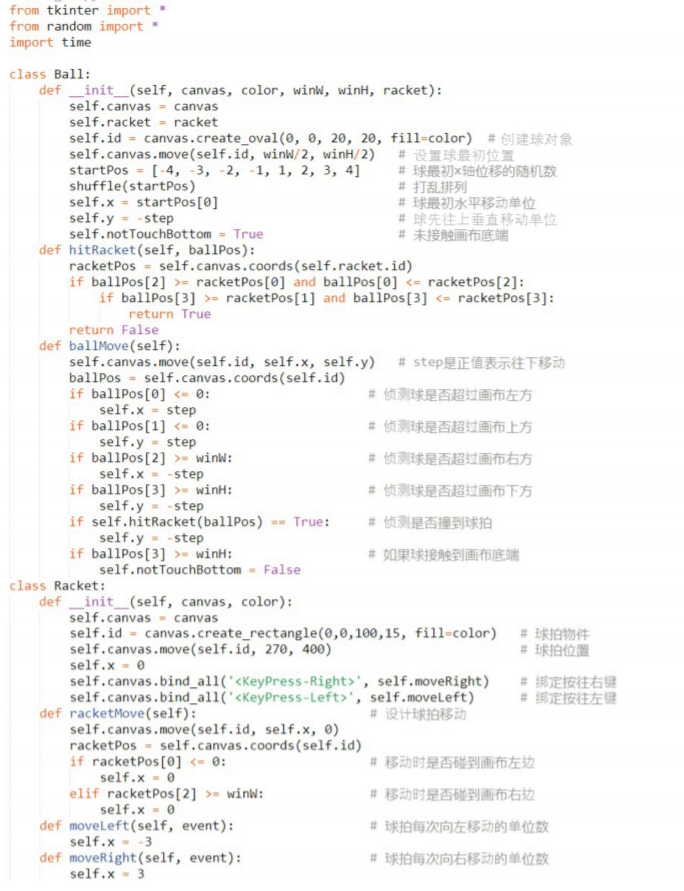 from tkinter import *
from random import *
import time
class Ball:
    def __init__(self, canvas, color, winW, winH, racket):
        self.canvas = canvas
        self.racket = racket
        self.id = canvas.create_oval(0, 0, 20, 20, fill=color)  # 创建球对象
        self.canvas.move(self.id, winW/2, winH/2)   # 设置球最初位置
        startPos = [-4, -3, -2, -1, 1, 2, 3, 4]     # 球最初x轴位移的随机数
        shuffle(startPos)                           # 打乱排列
        self.x = startPos[0]                        # 球最初水平移动单位
        self.y = -step                              # 球先往上垂直移动单位
        self.notTouchBottom = True                  # 未接触画布底端
    def hitRacket(self, ballPos):
        racketPos = self.canvas.coords(self.racket.id)
        if ballPos[2] >= racketPos[0] and ballPos[0] <= racketPos[2]:
            if ballPos[3] >= racketPos[1] and ballPos[3] <= racketPos[3]:
                return True
        return False
    def ballMove(self):
        self.canvas.move(self.id, self.x, self.y)   # step是正值表示往下移动
        ballPos = self.canvas.coords(self.id)
        if ballPos[0] <= 0:                     # 侦测球是否超过画布左方
            self.x = step
        if ballPos[1] <= 0:                     # 侦测球是否超过画布上方
            self.y = step
        if ballPos[2] >= winW:                  # 侦测球是否超过画布右方
            self.x = -step
        if ballPos[3] >= winH:                  # 侦测球是否超过画布下方
            self.y = -step
        if self.hitRacket(ballPos) == True:     # 侦测是否撞到球拍
            self.y = -step
        if ballPos[3] >= winH:                  # 如果球接触到画布底端
            self.notTouchBottom = False
class Racket:
    def __init__(self, canvas, color):
        self.canvas = canvas
        self.id = canvas.create_rectangle(0,0,100,15, fill=color)   # 球拍物件
        self.canvas.move(self.id, 270, 400)                         # 球拍位置
        self.x = 0
        self.canvas.bind_all('<KeyPress-Right>', self.moveRight)    # 绑定按往右键
        self.canvas.bind_all('<KeyPress-Left>', self.moveLeft)      # 绑定按往左键
    def racketMove(self):                       # 设计球拍移动
        self.canvas.move(self.id, self.x, 0)
        racketPos = self.canvas.coords(self.id)
        if racketPos[0] <= 0:                   # 移动时是否碰到画布左边
            self.x = 0
        elif racketPos[2] >= winW:              # 移动时是否碰到画布右边
            self.x = 0
    def moveLeft(self, event):                  # 球拍每次向左移动的单位数
        self.x = -3
    def moveRight(self, event):                 # 球拍每次向右移动的单位数
        self.x = 3